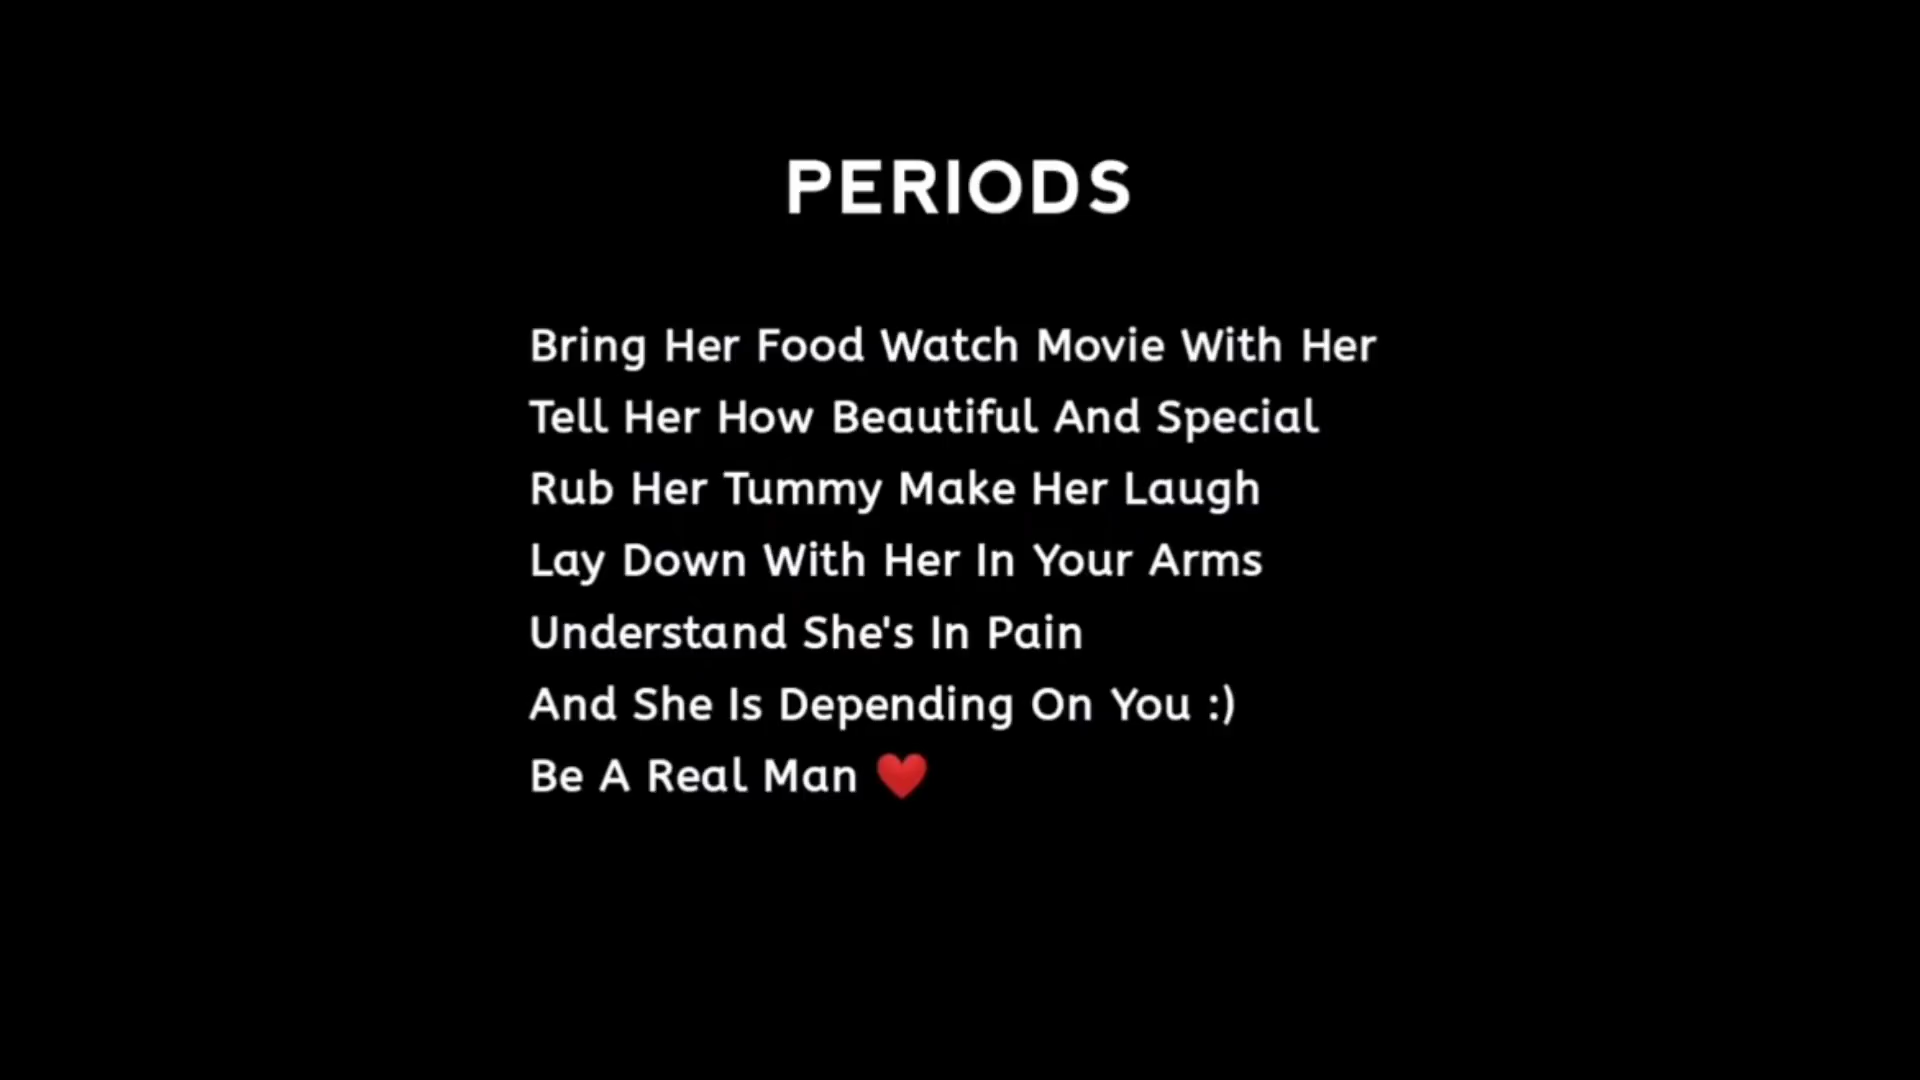 PERIODS
Bring Her Food Watch Movie With Her
Tell Her How Beautiful And Special
Rub Her Tummy Make Her Laugh
Lay Down With Her In Your Arms
Understand She's In Pain
And She Is Depending On You :)
Be A Real Man ❤️